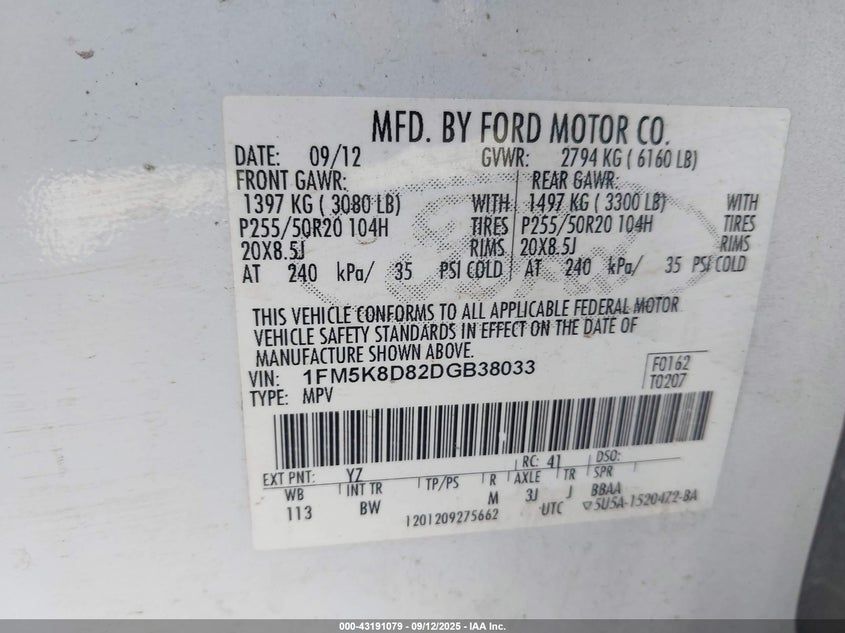 MFD. BY FORD MOTOR CO.
DATE: 09/12 GVWR: 2794 KG ( 6160 LB)
FRONT GAWR: REAR GAWR:
1397 KG ( 3080 LB) WITH 1497 KG ( 3300 LB) WITH
P255/50R20 104H TIRES P255/50R20 104H TIRES
20X8.5J RIMS 20X8.5J RIMS
AT 240 kPa/ 35 PSI COLD AT 240 kPa/ 35 PSI COLD
THIS VEHICLE CONFORMS TO ALL APPLICABLE FEDERAL MOTOR
VEHICLE SAFETY STANDARDS IN EFFECT ON THE DATE OF
MANUFACTURE SHOWN ABOVE.
VIN: 1FM5K8D82DGB38033 F0162
TYPE: MPV T0207
EXT PNT: YZ RC: 41 DSO:
WB INT TR TP/PS R AXLE TR SPR
113 BW M 3J J BBAA
1201209275662 UTC ▽5U5A-1520472-BA
000-43191079 - 09/12/2025 - IAA Inc.